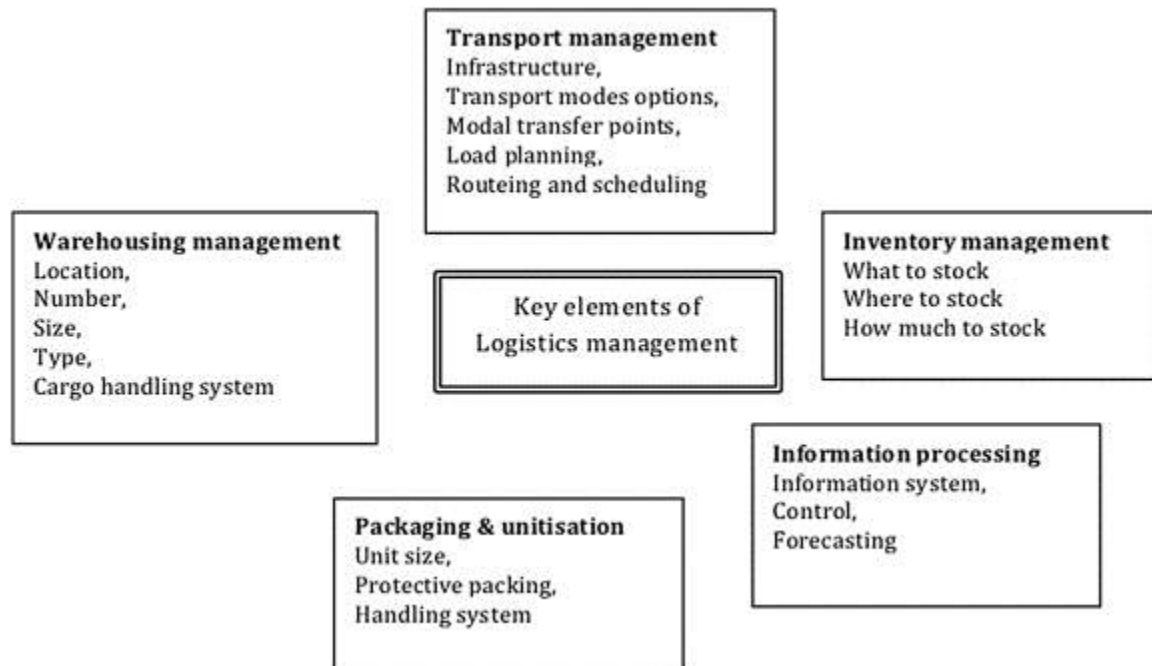 Transport management
Infrastructure,
Transport modes options,
Modal transfer points,
Load planning,
Routeing and scheduling
Warehousing management
Location,
Number,
Size,
Type,
Cargo handling system
Key elements of
Logistics management
Inventory management
What to stock
Where to stock
How much to stock
Information processing
Information system,
Control,
Forecasting
Packaging & unitisation
Unit size,
Protective packing,
Handling system